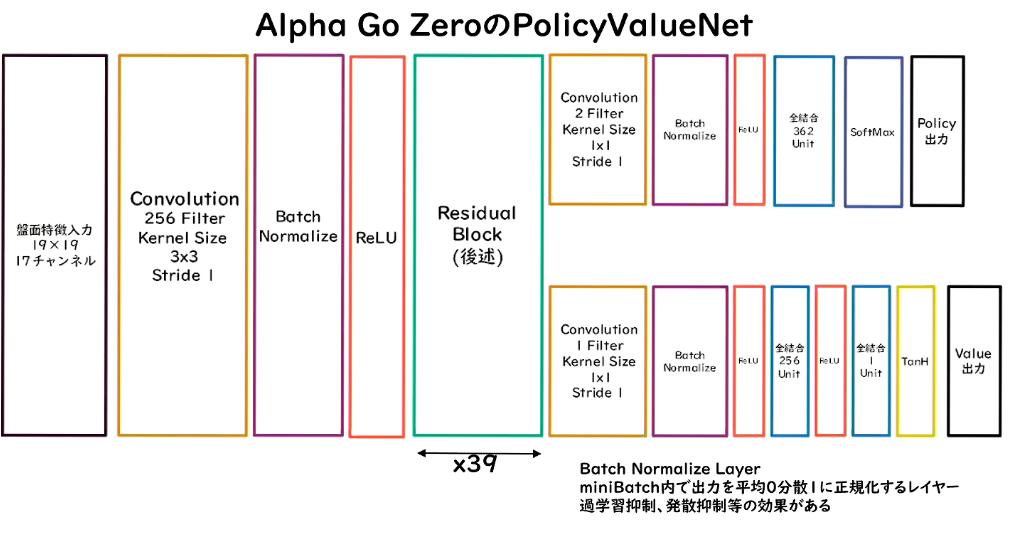 Alpha Go ZeroのPolicyValueNet
盤面特徴入力
19×19
17チャンネル
Convolution
256 Filter
Kernel Size
3x3
Stride 1
Batch
Normalize
ReLU
Residual
Block
(後述)
x39
Convolution
2 Filter
Kernel Size
1x1
Stride 1
Batch
Normalize
ReLU
全結合
362
Unit
SoftMax
Policy
出力
Convolution
1 Filter
Kernel Size
1x1
Stride 1
Batch
Normalize
ReLU
全結合
256
Unit
ReLU
全結合
1
Unit
TanH
Value
出力
Batch Normalize Layer
miniBatch内で出力を平均0分散1に正規化するレイヤー
過学習抑制、発散抑制等の効果がある